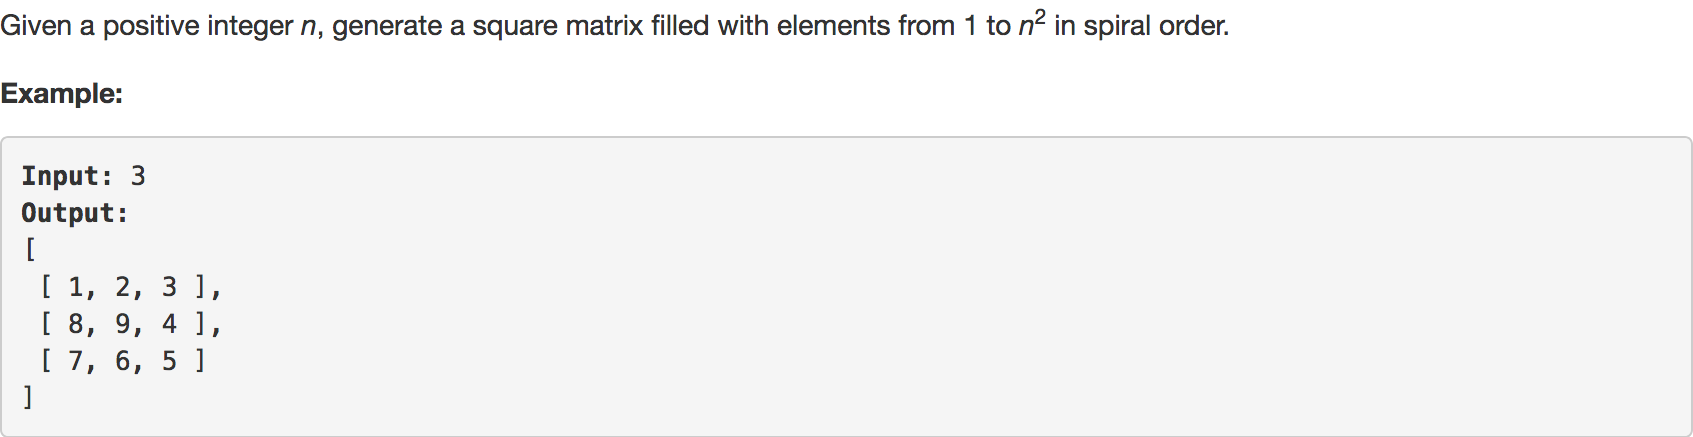 Given a positive integer n, generate a square matrix filled with elements from 1 to n² in spiral order.
Example:
Input: 3
Output:
[
 [ 1, 2, 3 ],
 [ 8, 9, 4 ],
 [ 7, 6, 5 ]
]